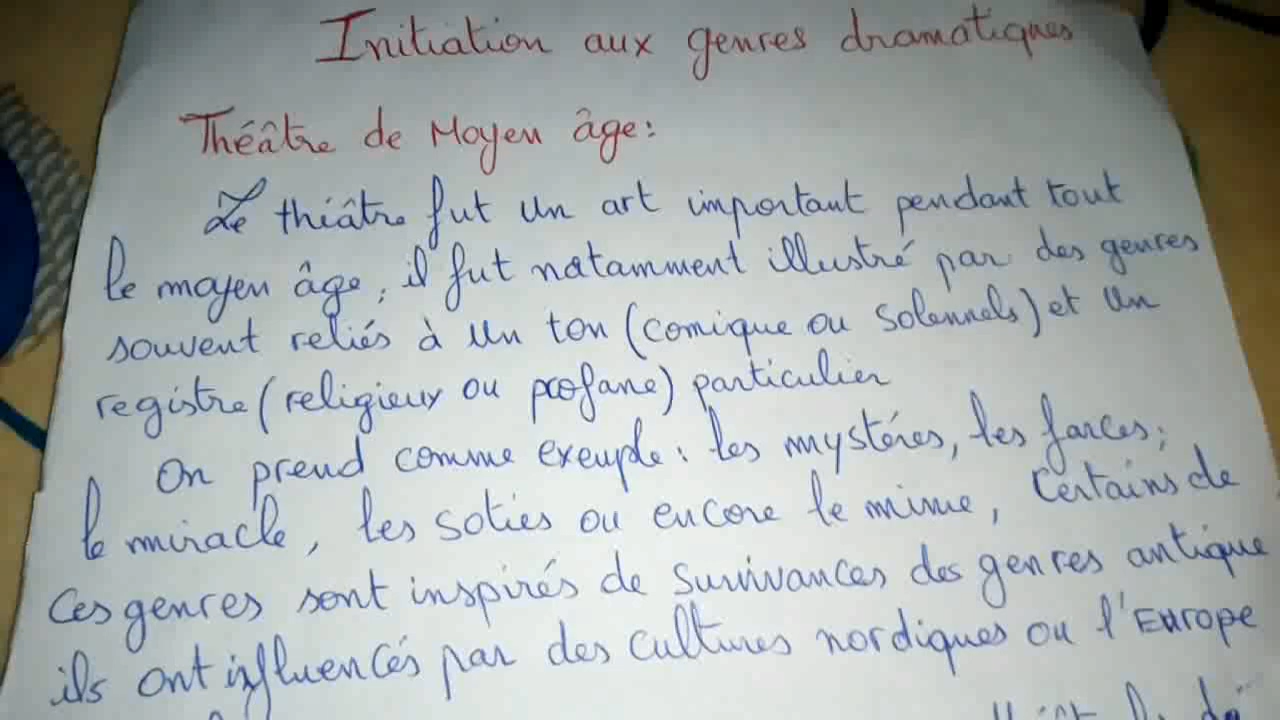 Initiation aux genres dramatiques
Théâtre de Moyen âge:
Le théâtre fut un art important pendant tout
le moyen âge, il fut natamment illustré par des genres
souvent reliés à un ton (comique ou solennels) et un
registre (religieux ou profane) particulier
On prend comme exemple: les mystéres, les farces;
le miracle, les soties ou encore le mime, certains de
ces genres sont inspirés de survivances des genres antique
ils ont influencés par des cultures nordiques ou l'Europe